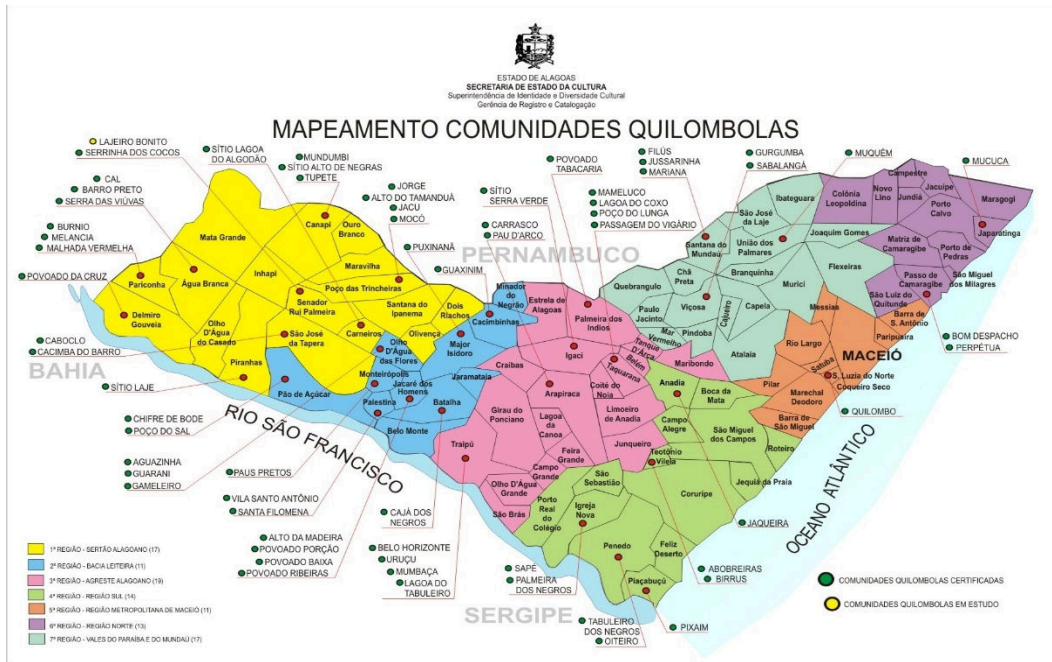 ESTADO DE ALAGOAS
SECRETARIA DE ESTADO DA CULTURA
Superintendência de Identidade e Diversidade Cultural
Gerência de Registro e Catalogação
MAPEAMENTO COMUNIDADES QUILOMBOLAS
LAJEIRO BONITO
SERRINHA DOS COCOS
SÍTIO LAGOA
DO ALGODÃO
MUNDUMBI
SÍTIO ALTO DE NEGRAS
TUPETE
CAL
BARRO PRETO
SERRA DAS VIÚVAS
JORGE
ALTO DO TAMANDUÁ
JACU
MOCÓ
BURNIO
MELANCIA
MALHADA VERMELHA
PUXINANÃ
GUAXINIM
POVOADO DA CRUZ
SÍTIO
SERRA VERDE
CARRASCO
PAU D'ARCO
POVOADO
TABACARIA
MAMELUCO
LAGOA DO COXO
POÇO DO LUNGA
PASSAGEM DO VIGÁRIO
FILÚS
JUSSARINHA
MARIANA
GURGUMBA
SABALANGÁ
MUQUÉM
MUCUCA
PERNAMBUCO
BAHIA
SERGIPE
RIO SÃO FRANCISCO
OCEANO ATLÂNTICO
Mata Grande
Canapi
Ouro
Branco
Inhapi
Maravilha
Pariconha
Água Branca
Poço das Trincheiras
Delmiro
Gouveia
Olho
D'Água
do Casado
Senador
Rui Palmeira
Santana do
Ipanema
São José
da Tapera
Carneiros
Olivença
Piranhas
Dois
Riachos
Olho
D'Água
das Flores
Minador
do Negrão
Cacimbinhas
Major
Isidoro
Monteirópolis
Pão de Açúcar
Palestina
Jacaré dos
Homens
Jaramataia
Batalha
Belo Monte
Estrela de
Alagoas
Palmeira
dos Indios
Igaci
Craíbas
Arapiraca
Coité do
Noia
Tanque
D'Arca
Belém
Taquarana
Maribondo
Mar
Vermelho
Girau do
Ponciano
Lagoa
da
Canoa
Limoeiro
de Anadia
Traipú
Feira
Grande
Campo
Grande
Junqueiro
Olho D'Água
Grande
São Brás
Porto
Real do
Colégio
São
Sebastião
Igreja
Nova
Penedo
Piaçabuçú
Feliz
Deserto
Coruripe
Teotônio
Vilela
Campo
Alegre
Anadia
Boca da
Mata
São Miguel
dos Campos
Roteiro
Jequiá da Praia
Quebrangulo
Paulo
Jacinto
Chã
Preta
Viçosa
Pindoba
Cajueiro
Capela
Atalaia
Santana do
Mundaú
São José
da Laje
Ibateguara
União dos
Palmares
Branquinha
Murici
Joaquim Gomes
Flexeiras
Messias
Rio Largo
MACEIÓ
Satuba
S. Luzia do Norte
Coqueiro Seco
Pilar
Marechal
Deodoro
Barra de
São Miguel
Barra de
S. Antônio
Paripueira
Colônia
Leopoldina
Novo
Lino
Campestre
Jundiá
Jacuípe
Porto
Calvo
Maragogi
Japaratinga
Matriz de
Camaragibe
Porto de
Pedras
Passo de
Camaragibe
São Miguel
dos Milagres
São Luiz do
Quitunde
CABOCLO
CACIMBA DO BARRO
SÍTIO LAJE
CHIFRE DE BODE
POÇO DO SAL
AGUAZINHA
GUARANI
GAMELEIRO
PAUS PRETOS
VILA SANTO ANTÔNIO
SANTA FILOMENA
ALTO DA MADEIRA
POVOADO PORÇÃO
POVOADO BAIXA
POVOADO RIBEIRAS
CAJÁ DOS
NEGROS
BELO HORIZONTE
URUÇU
MUMBAÇA
LAGOA DO
TABULEIRO
SAPÉ
PALMEIRA
DOS NEGROS
TABULEIRO
DOS NEGROS
OITEIRO
PIXAIM
ABOBREIRAS
BIRRUS
JAQUEIRA
QUILOMBO
BOM DESPACHO
PERPÉTUA
1ª REGIÃO - SERTÃO ALAGOANO (17)
2ª REGIÃO - BACIA LEITEIRA (11)
3ª REGIÃO - AGRESTE ALAGOANO (19)
4ª REGIÃO - REGIÃO SUL (14)
5ª REGIÃO - REGIÃO METROPOLITANA DE MACEIÓ (11)
6ª REGIÃO - REGIÃO NORTE (13)
7ª REGIÃO - VALES DO PARAÍBA E DO MUNDAÚ (17)
COMUNIDADES QUILOMBOLAS CERTIFICADAS
COMUNIDADES QUILOMBOLAS EM ESTUDO